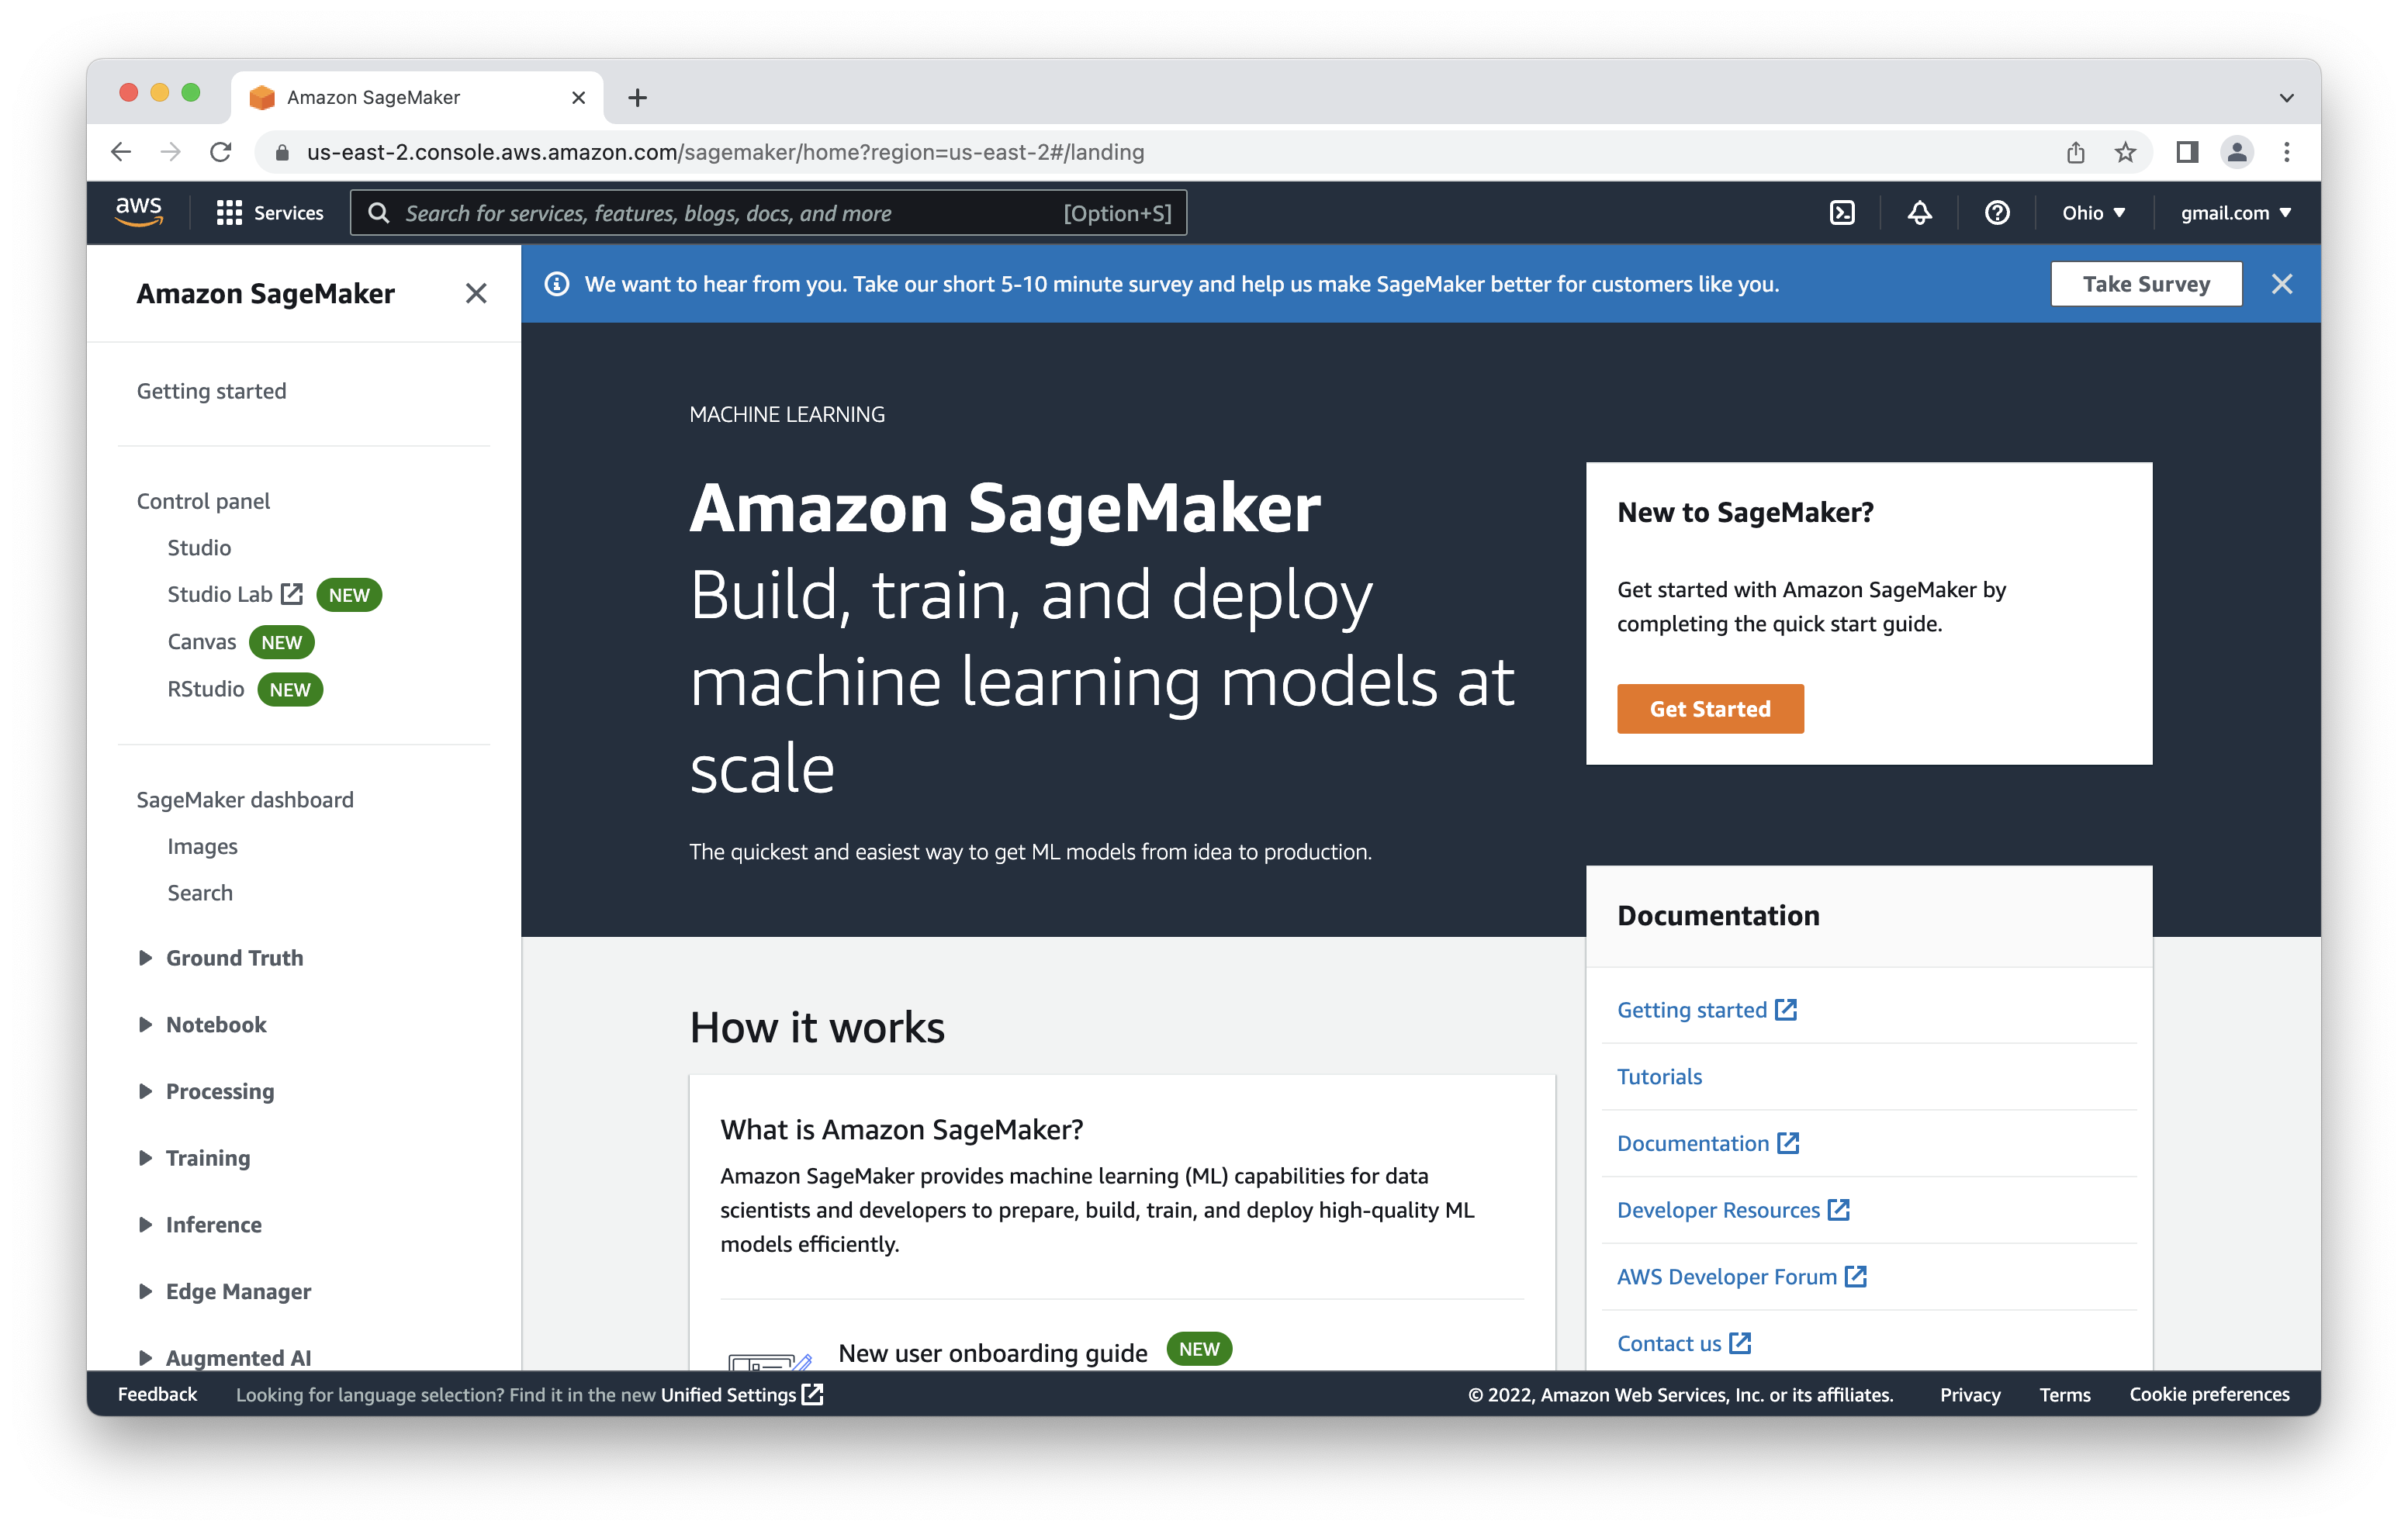 Amazon SageMaker
us-east-2.console.aws.amazon.com/sagemaker/home?region=us-east-2#/landing
aws
Services
Search for services, features, blogs, docs, and more
[Option+S]
Ohio
gmail.com
Amazon SageMaker
Getting started
Control panel
Studio
Studio Lab NEW
Canvas NEW
RStudio NEW
SageMaker dashboard
Images
Search
Ground Truth
Notebook
Processing
Training
Inference
Edge Manager
Augmented AI
We want to hear from you. Take our short 5-10 minute survey and help us make SageMaker better for customers like you.
Take Survey
MACHINE LEARNING
Amazon SageMaker
Build, train, and deploy
machine learning models at
scale
The quickest and easiest way to get ML models from idea to production.
New to SageMaker?
Get started with Amazon SageMaker by
completing the quick start guide.
Get Started
How it works
What is Amazon SageMaker?
Amazon SageMaker provides machine learning (ML) capabilities for data
scientists and developers to prepare, build, train, and deploy high-quality ML
models efficiently.
New user onboarding guide NEW
Documentation
Getting started
Tutorials
Documentation
Developer Resources
AWS Developer Forum
Contact us
Feedback
Looking for language selection? Find it in the new Unified Settings
© 2022, Amazon Web Services, Inc. or its affiliates.
Privacy
Terms
Cookie preferences